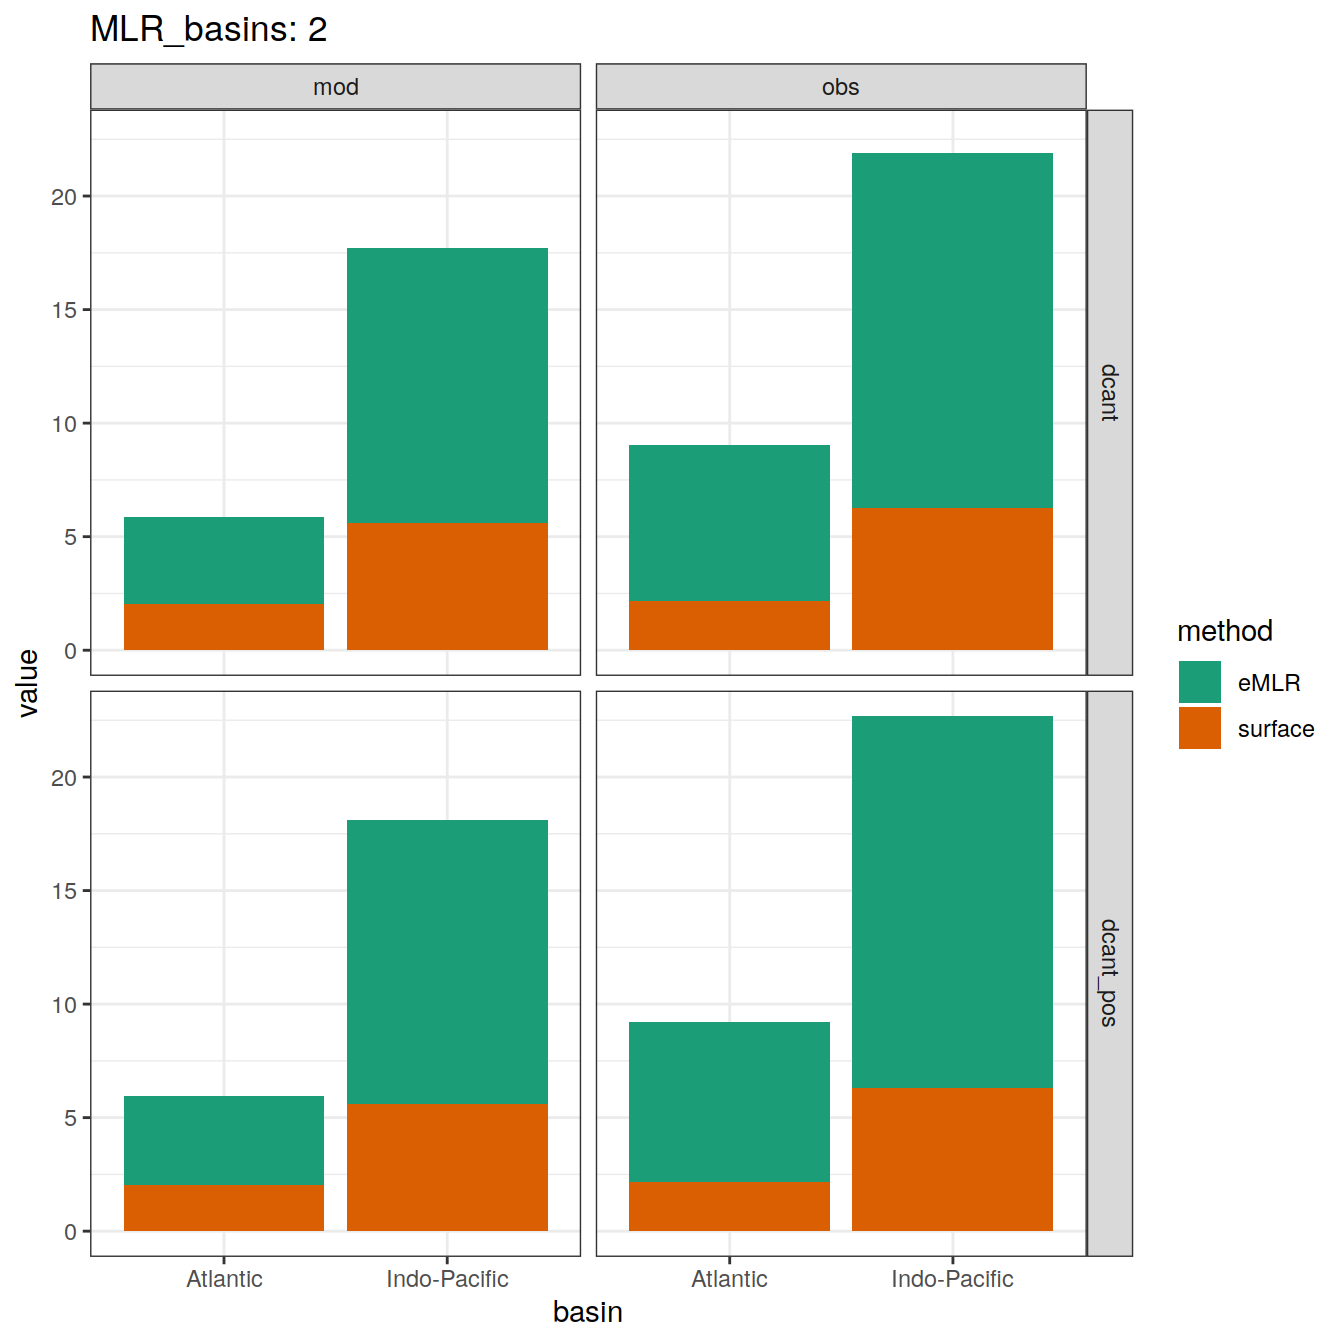 MLR_basins: 2
mod
obs
20
15
10
5
0
dcant
20
15
10
5
0
dcant_pos
value
Atlantic
Indo-Pacific
Atlantic
Indo-Pacific
basin
method
eMLR
surface